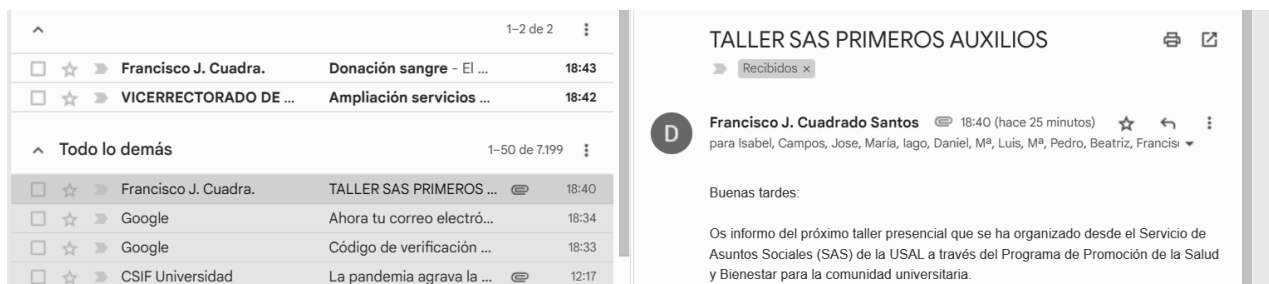 1–2 de 2
Francisco J. Cuadra. Donación sangre - El ... 18:43
VICERRECTORADO DE ... Ampliación servicios ... 18:42
Todo lo demás 1–50 de 7.199
Francisco J. Cuadra. TALLER SAS PRIMEROS ... 18:40
Google Ahora tu correo electró... 18:34
Google Código de verificación ... 18:33
CSIF Universidad La pandemia agrava la ... 12:17
TALLER SAS PRIMEROS AUXILIOS
Recibidos ×
D
Francisco J. Cuadrado Santos 18:40 (hace 25 minutos)
para Isabel, Campos, Jose, María, Iago, Daniel, Mª, Luis, Mª, Pedro, Beatriz, Francis
Buenas tardes:
Os informo del próximo taller presencial que se ha organizado desde el Servicio de
Asuntos Sociales (SAS) de la USAL a través del Programa de Promoción de la Salud
y Bienestar para la comunidad universitaria.